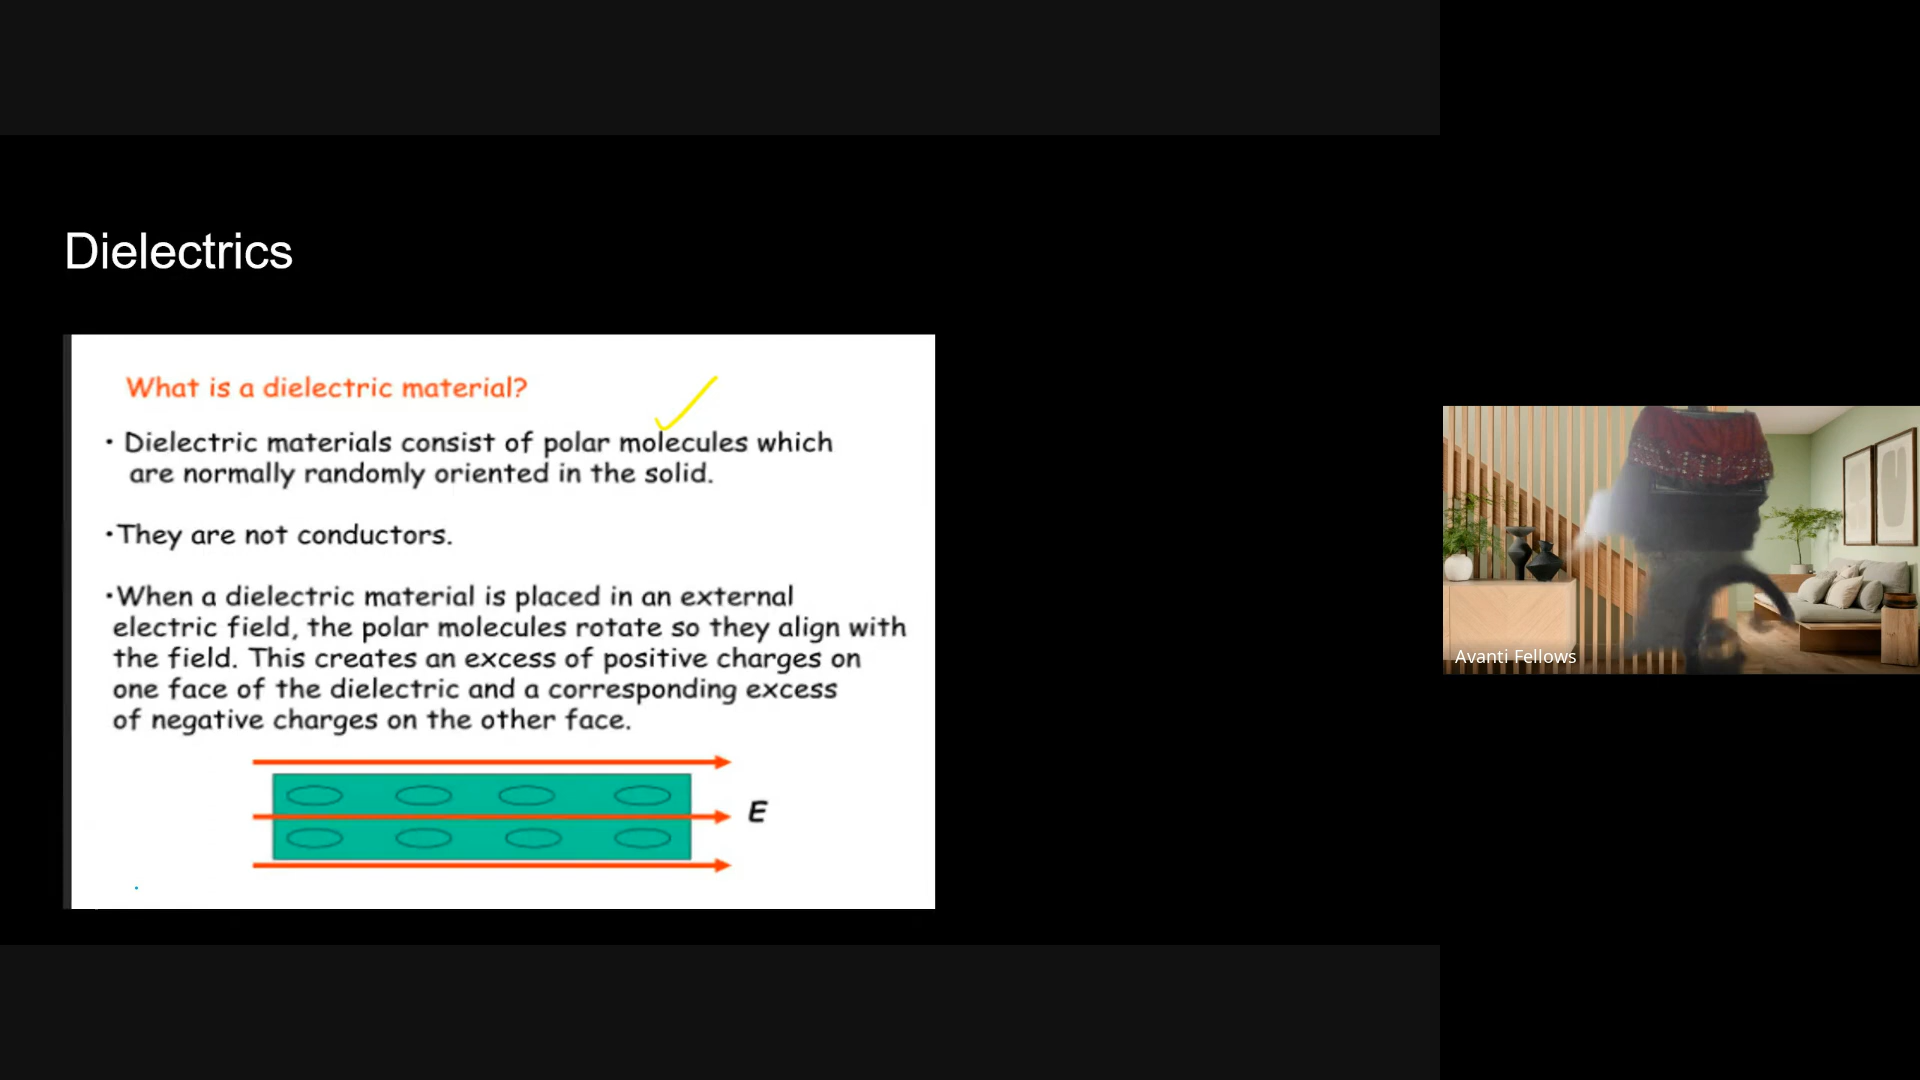 Dielectrics
What is a dielectric material?
• Dielectric materials consist of polar molecules which
are normally randomly oriented in the solid.
•They are not conductors.
•When a dielectric material is placed in an external
electric field, the polar molecules rotate so they align with
the field. This creates an excess of positive charges on
one face of the dielectric and a corresponding excess
of negative charges on the other face.
E
Avanti Fellows